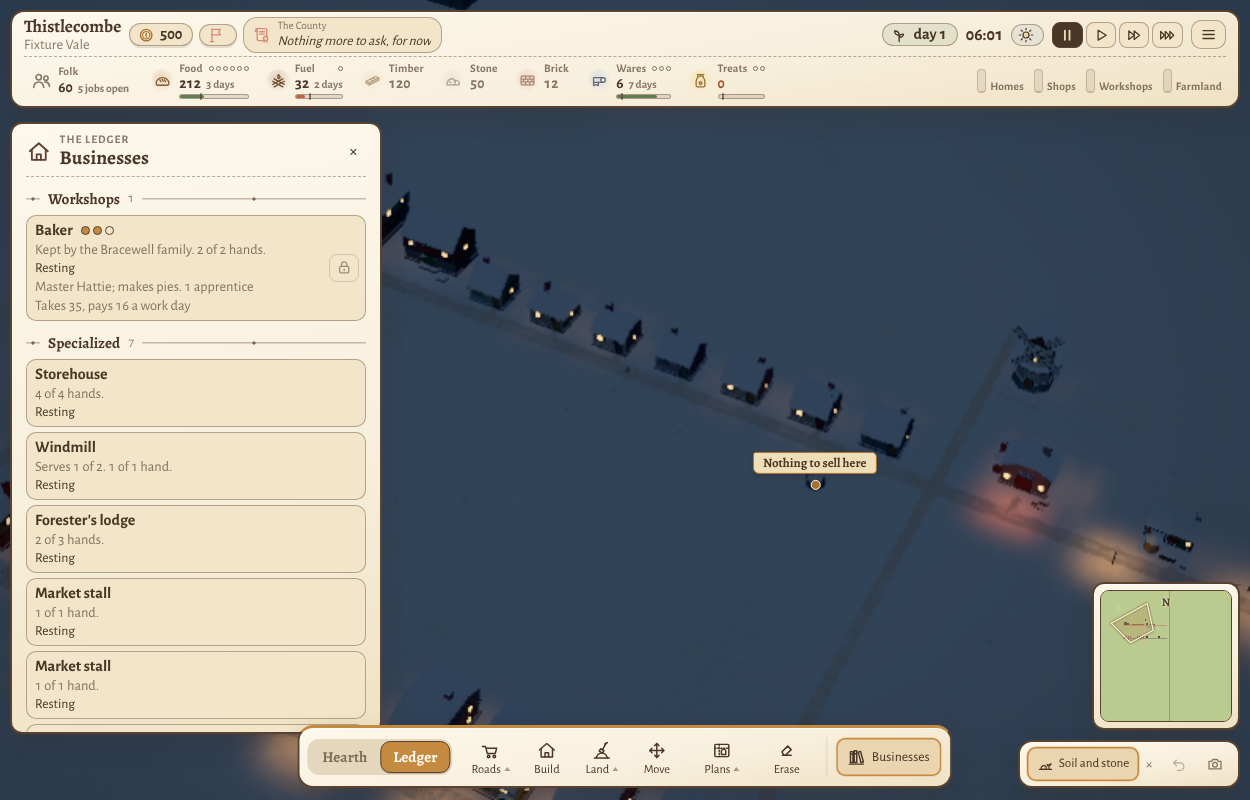 Thistlecombe
Fixture Vale
500
The County
Nothing more to ask, for now
day 1
06:01
Folk
60 5 jobs open
Food
212 3 days
Fuel
32 2 days
Timber
120
Stone
50
Brick
12
Wares
6 7 days
Treats
0
Homes
Shops
Workshops
Farmland
THE LEDGER
Businesses
×
Workshops 1
Baker
Kept by the Bracewell family. 2 of 2 hands.
Resting
Master Hattie; makes pies. 1 apprentice
Takes 35, pays 16 a work day
Specialized 7
Storehouse
4 of 4 hands.
Resting
Windmill
Serves 1 of 2. 1 of 1 hand.
Resting
Forester's lodge
2 of 3 hands.
Resting
Market stall
1 of 1 hand.
Resting
Market stall
1 of 1 hand.
Resting
Nothing to sell here
N
Hearth
Ledger
Roads
Build
Land
Move
Plans
Erase
Businesses
Soil and stone
×